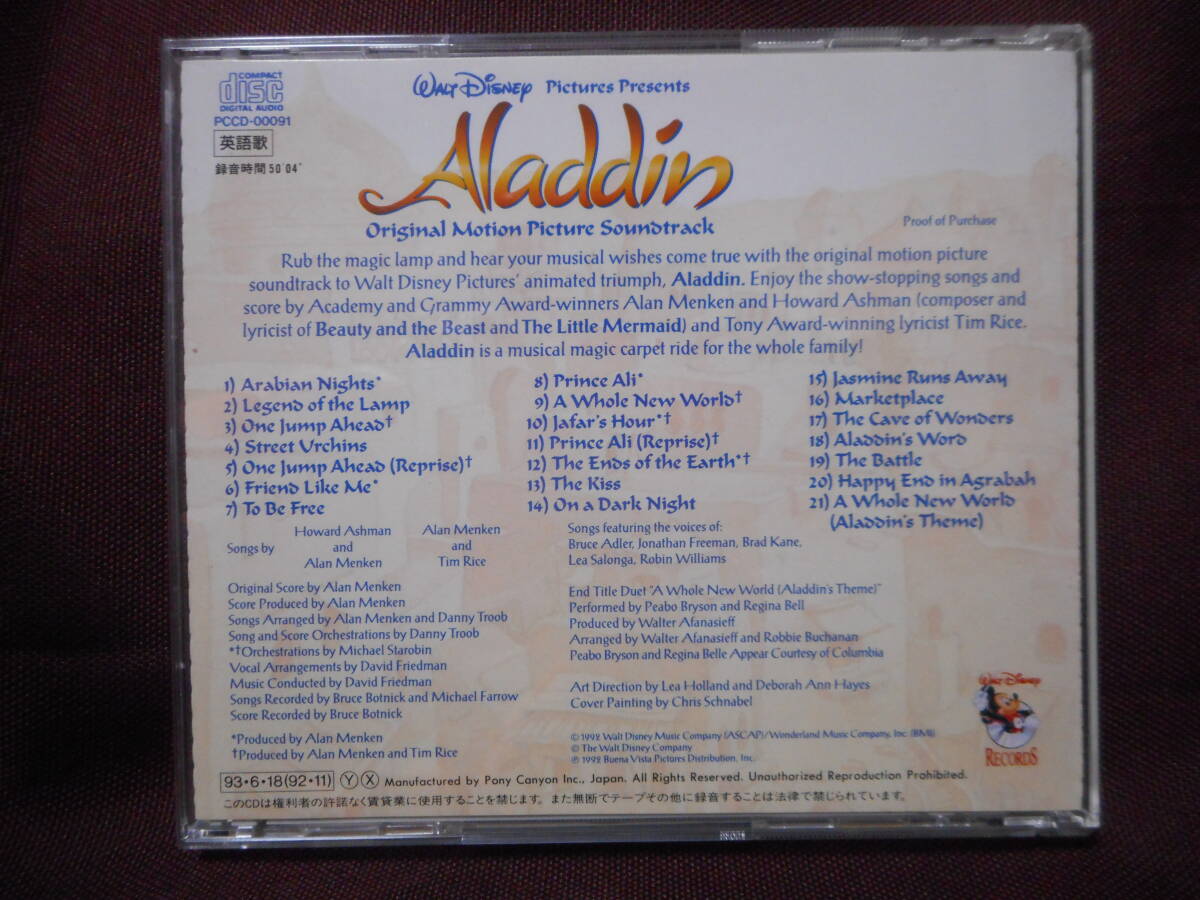 COMPACT
disc
DIGITAL AUDIO
PCCD-00091
英語歌
録音時間50'04"
WALT DISNEY Pictures Presents
Aladdin
Original Motion Picture Soundtrack
Proof of Purchase
Rub the magic lamp and hear your musical wishes come true with the original motion picture
soundtrack to Walt Disney Pictures' animated triumph, Aladdin. Enjoy the show-stopping songs and
score by Academy and Grammy Award-winners Alan Menken and Howard Ashman (composer and
lyricist of Beauty and the Beast and The Little Mermaid) and Tony Award-winning lyricist Tim Rice.
Aladdin is a musical magic carpet ride for the whole family!
1) Arabian Nights*
2) Legend of the Lamp
3) One Jump Ahead†
4) Street Urchins
5) One Jump Ahead (Reprise)†
6) Friend Like Me*
7) To Be Free
8) Prince Ali*
9) A Whole New World†
10) Jafar's Hour*†
11) Prince Ali (Reprise)†
12) The Ends of the Earth*†
13) The Kiss
14) On a Dark Night
15) Jasmine Runs Away
16) Marketplace
17) The Cave of Wonders
18) Aladdin's Word
19) The Battle
20) Happy End in Agrabah
21) A Whole New World
(Aladdin's Theme)
Songs by
Howard Ashman
and
Alan Menken
Alan Menken
and
Tim Rice
Songs featuring the voices of:
Bruce Adler, Jonathan Freeman, Brad Kane,
Lea Salonga, Robin Williams
Original Score by Alan Menken
Score Produced by Alan Menken
Songs Arranged by Alan Menken and Danny Troob
Song and Score Orchestrations by Danny Troob
*†Orchestrations by Michael Starobin
Vocal Arrangements by David Friedman
Music Conducted by David Friedman
Songs Recorded by Bruce Botnick and Michael Farrow
Score Recorded by Bruce Botnick
*Produced by Alan Menken
†Produced by Alan Menken and Tim Rice
End Title Duet "A Whole New World (Aladdin's Theme)"
Performed by Peabo Bryson and Regina Bell
Produced by Walter Afanasieff
Arranged by Walter Afanasieff and Robbie Buchanan
Peabo Bryson and Regina Belle Appear Courtesy of Columbia
Art Direction by Lea Holland and Deborah Ann Hayes
Cover Painting by Chris Schnabel
© 1992 Walt Disney Music Company (ASCAP)/Wonderland Music Company, Inc. (BMI)
© The Walt Disney Company
℗ 1992 Buena Vista Pictures Distribution, Inc.
WALT DISNEY
RECORDS
93・6・18(92・11) Ⓨ Ⓧ Manufactured by Pony Canyon Inc., Japan. All Rights Reserved. Unauthorized Reproduction Prohibited.
このCDは権利者の許諾なく賃貸業に使用することを禁じます。また無断でテープその他に録音することは法律で禁じられています。